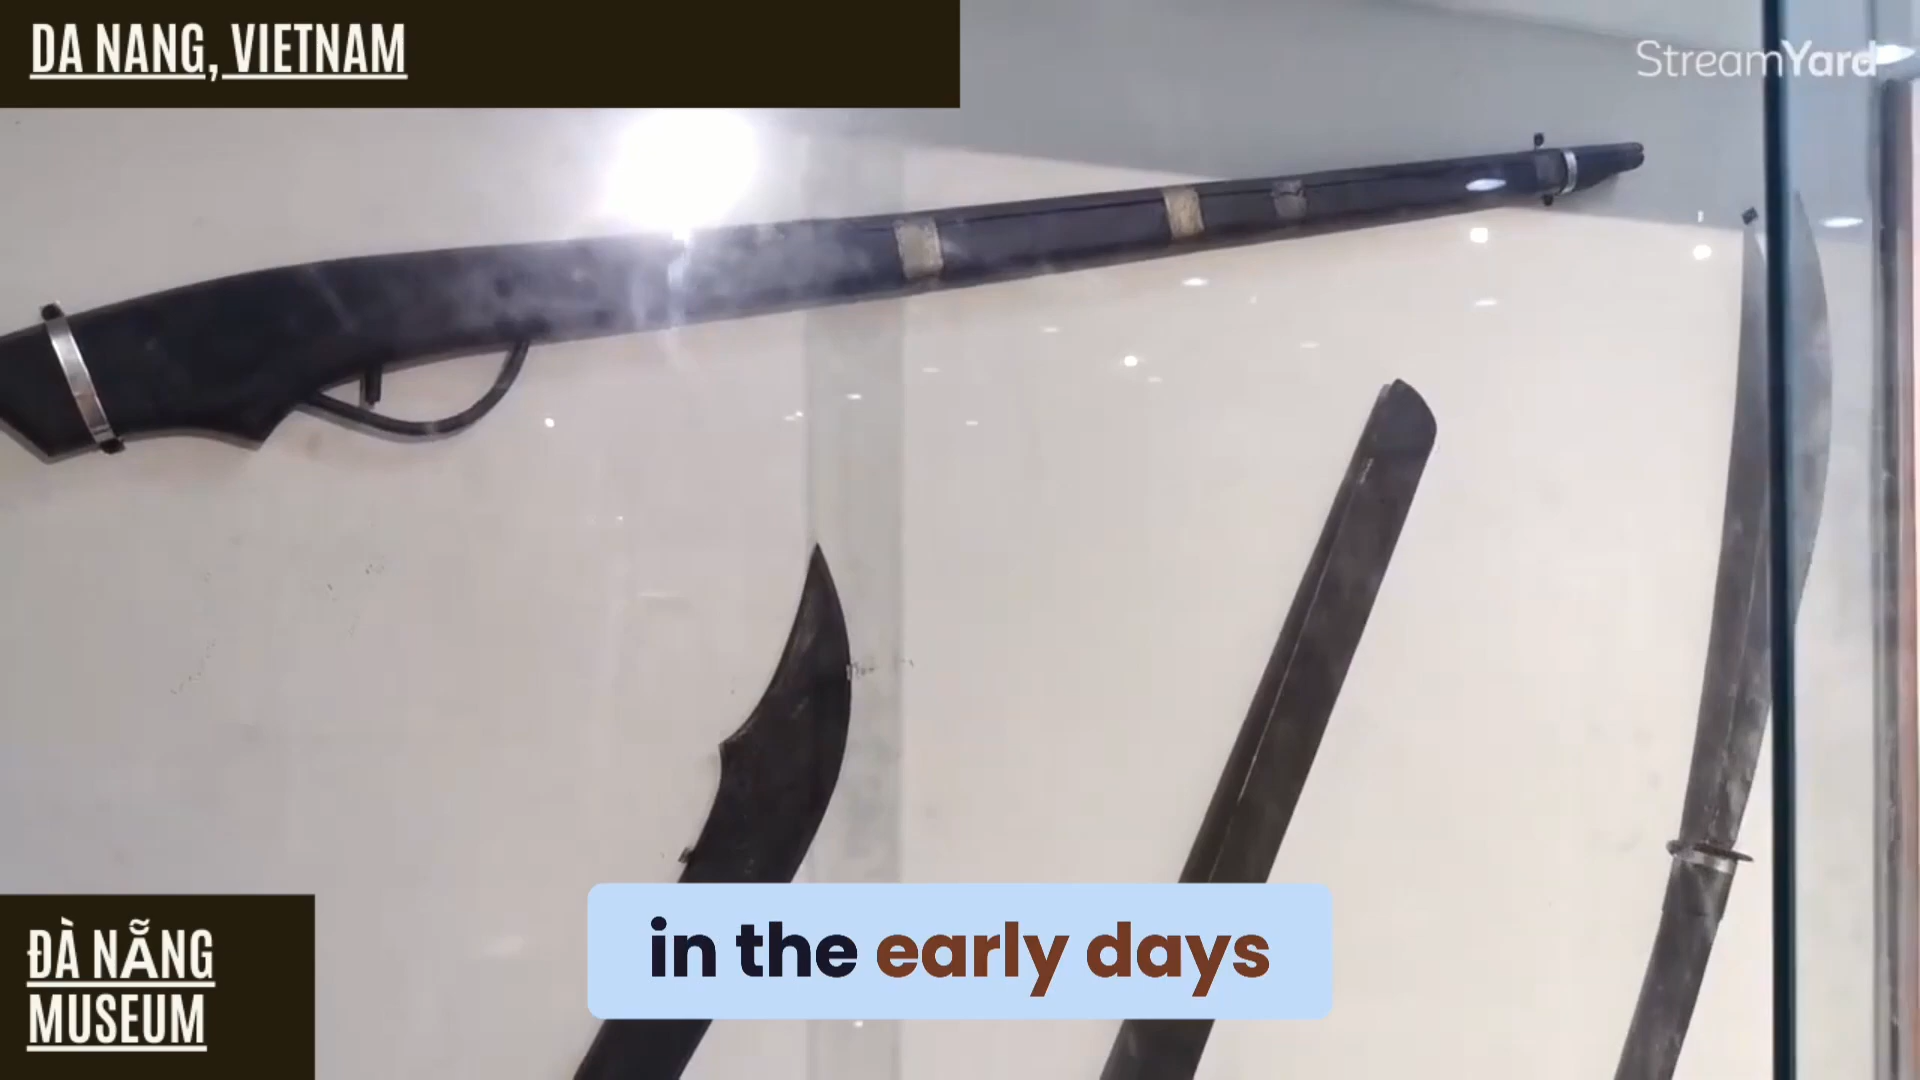 DA NANG, VIETNAM
StreamYard
in the early days
ĐÀ NẴNG
MUSEUM